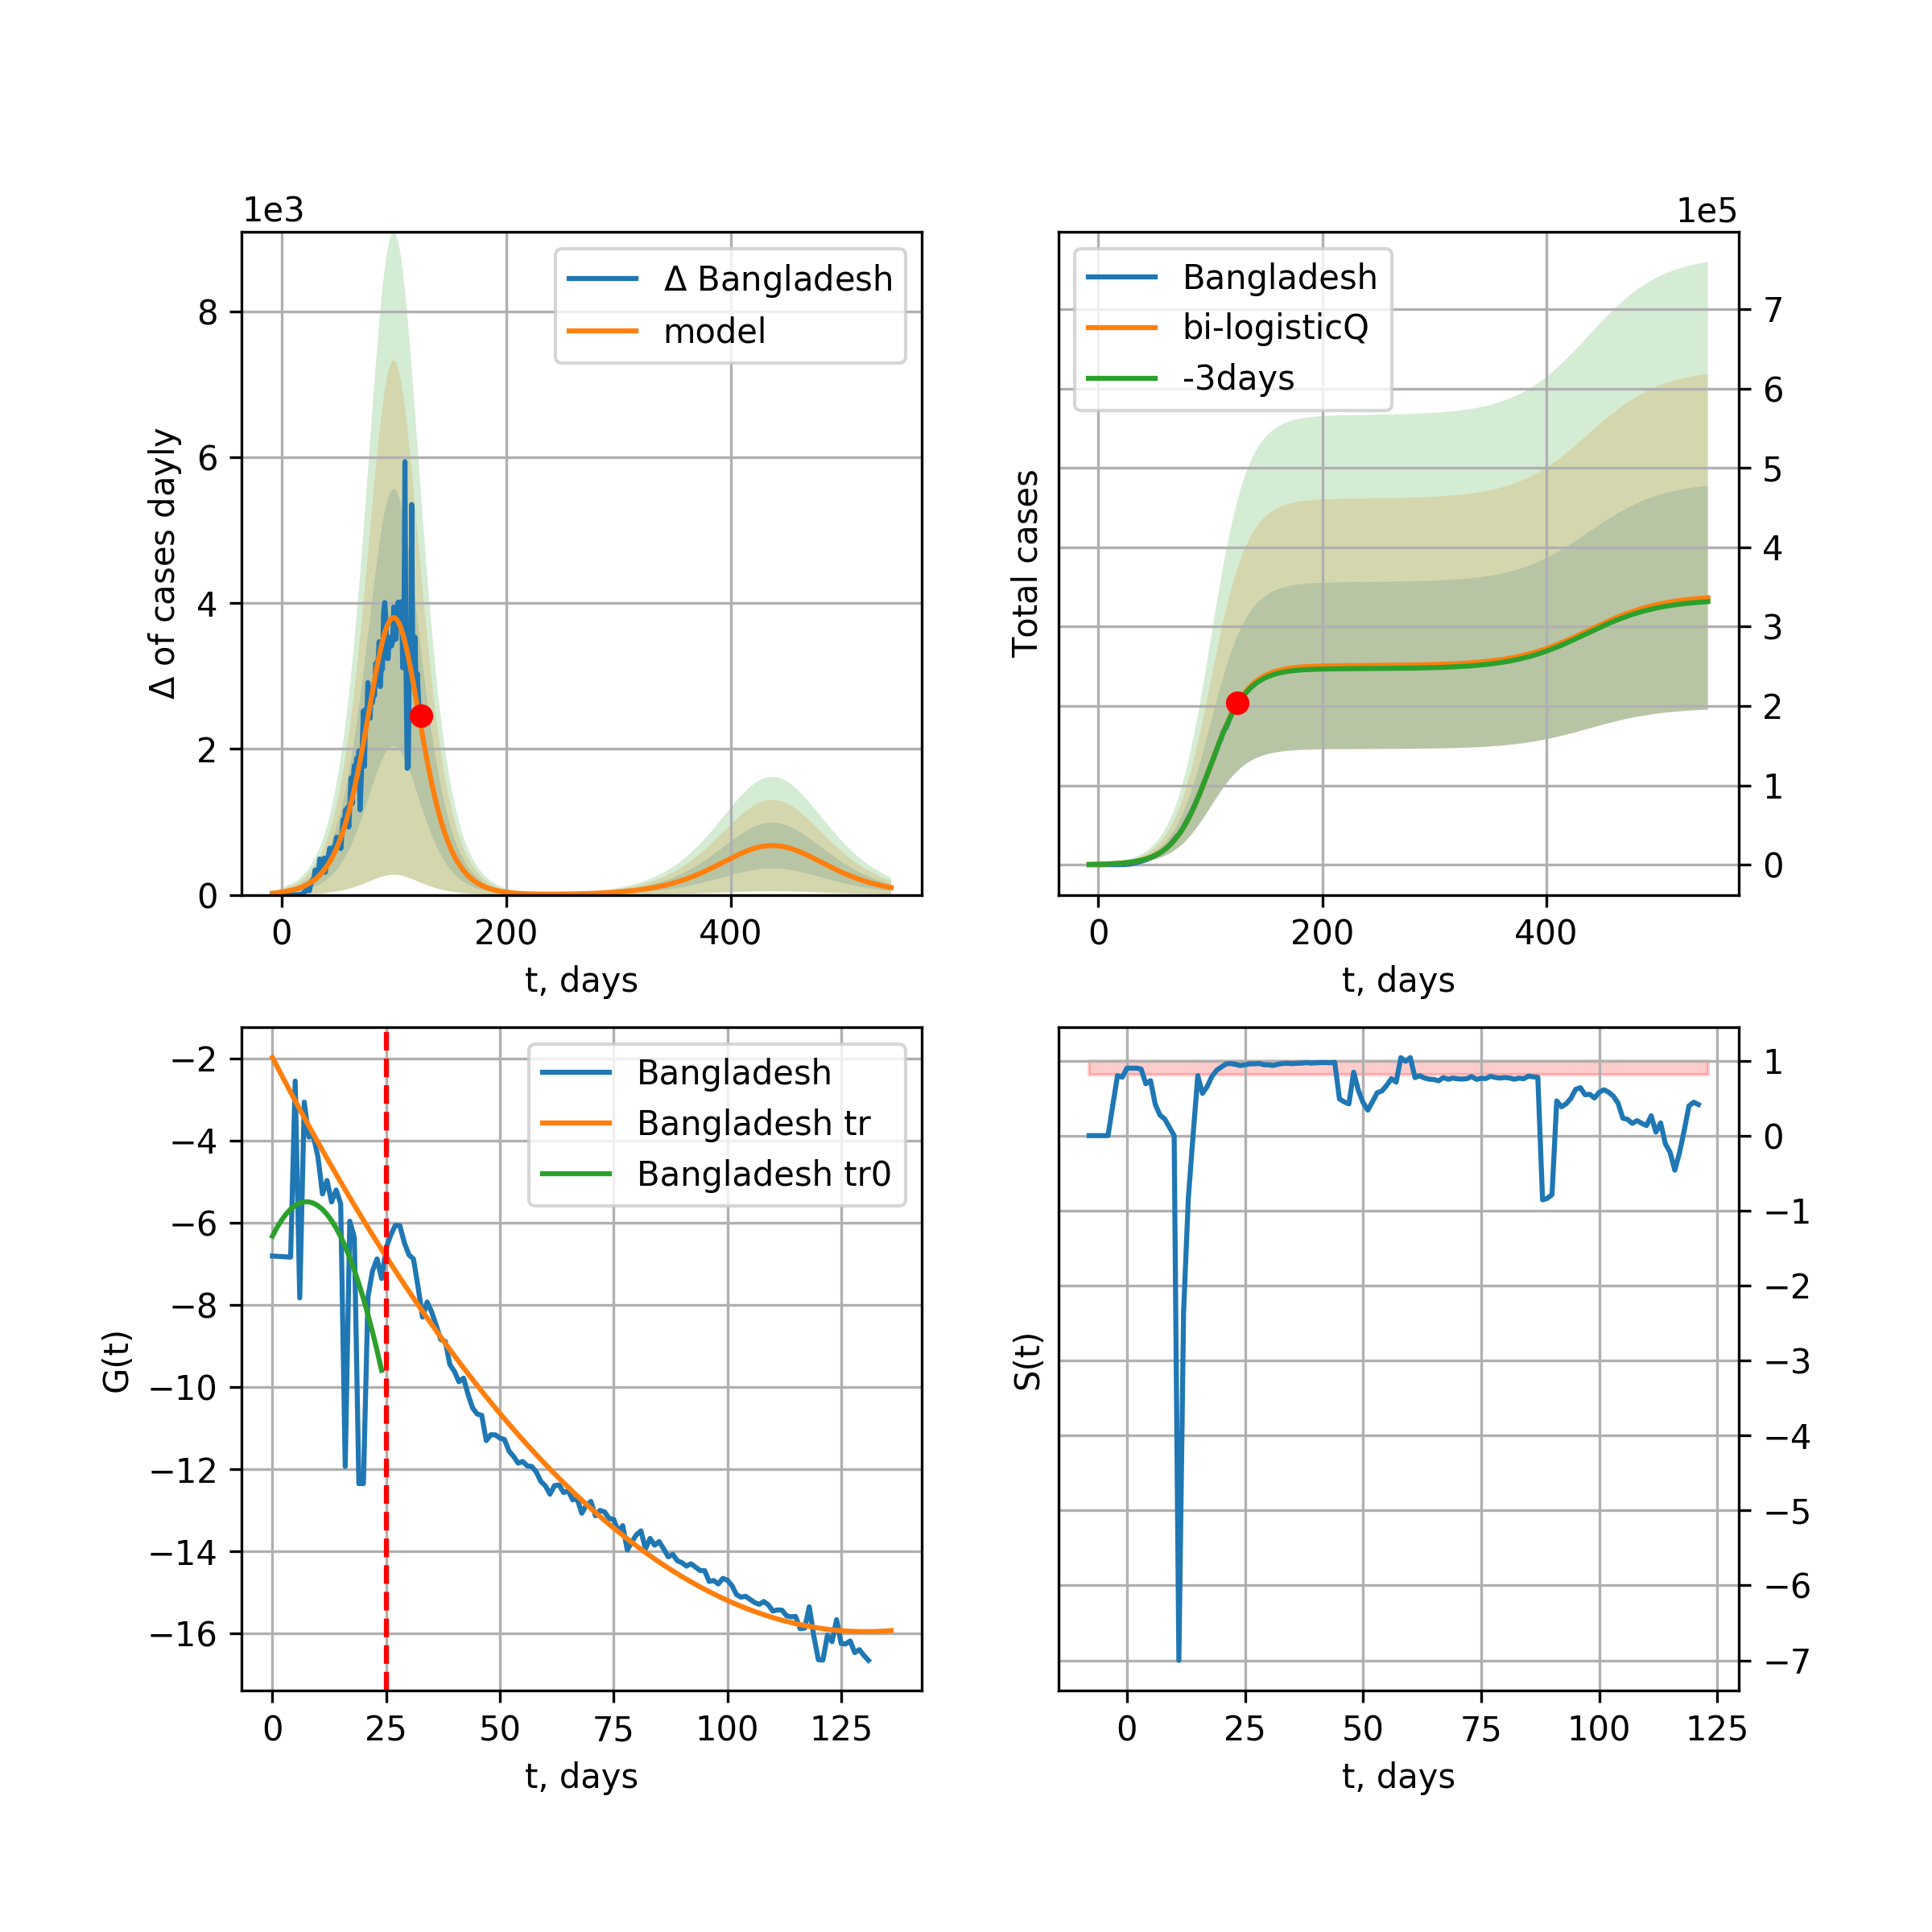 1e3
Δ of cases dayly
8
6
4
2
0
0 200 400
t, days
Δ Bangladesh
model
1e5
Total cases
Bangladesh
bi-logisticQ
-3days
7
6
5
4
3
2
1
0
0 200 400
t, days
G(t)
−2
−4
−6
−8
−10
−12
−14
−16
0 25 50 75 100 125
t, days
Bangladesh
Bangladesh tr
Bangladesh tr0
S(t)
1
0
−1
−2
−3
−4
−5
−6
−7
0 25 50 75 100 125
t, days